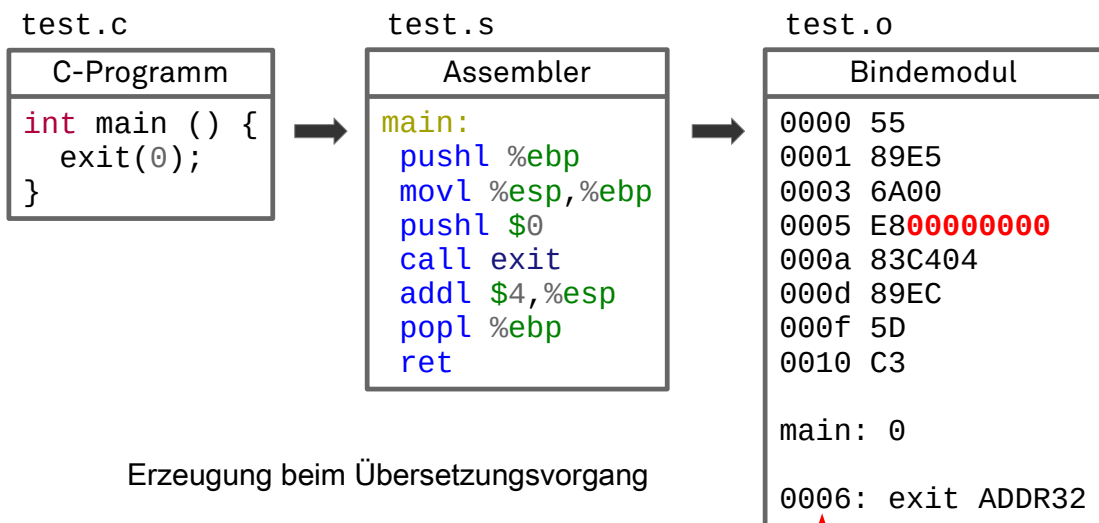 test.c
C-Programm
int main () {
exit(0);
}
test.s
Assembler
main:
pushl %ebp
movl %esp,%ebp
pushl $0
call exit
addl $4,%esp
popl %ebp
ret
test.o
Bindemodul
0000 55
0001 89E5
0003 6A00
0005 E800000000
000a 83C404
000d 89EC
000f 5D
0010 C3
main: 0
0006: exit ADDR32
Erzeugung beim Übersetzungsvorgang